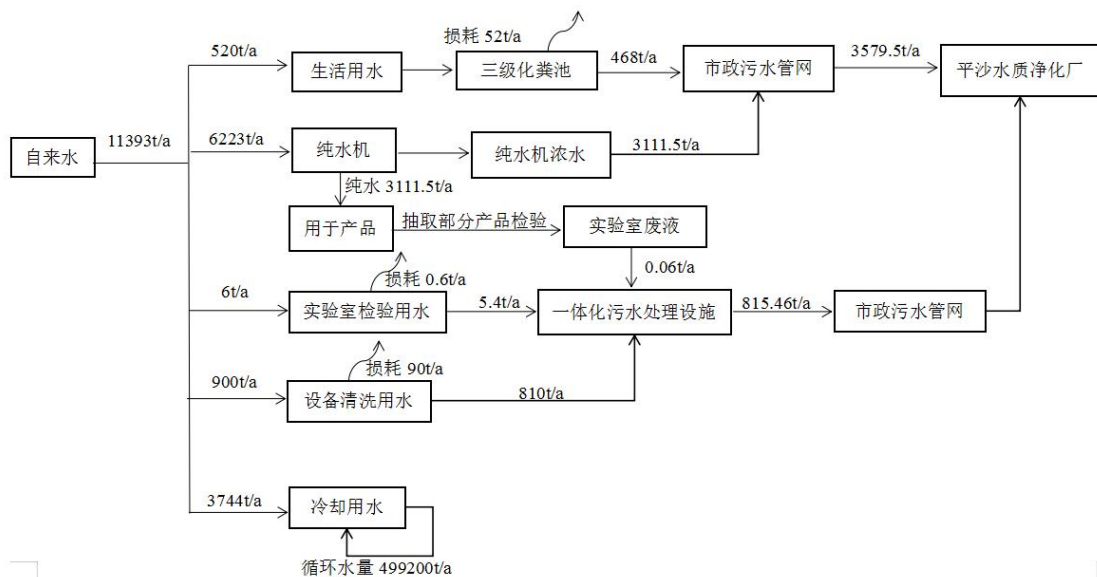 损耗 52t/a
520t/a
生活用水
三级化粪池
468t/a
市政污水管网
3579.5t/a
平沙水质净化厂
自来水
11393t/a
6223t/a
纯水机
纯水机浓水
3111.5t/a
纯水 3111.5t/a
用于产品
抽取部分产品检验
实验室废液
损耗 0.6t/a
0.06t/a
6t/a
实验室检验用水
5.4t/a
一体化污水处理设施
815.46t/a
市政污水管网
损耗 90t/a
900t/a
设备清洗用水
810t/a
3744t/a
冷却用水
循环水量 499200t/a